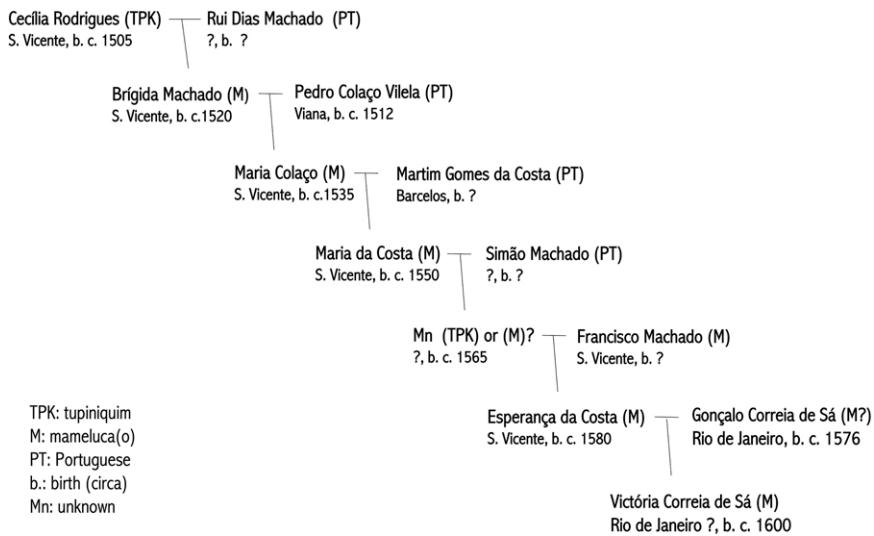 Cecília Rodrigues (TPK) Rui Dias Machado (PT)
S. Vicente, b. c. 1505 ?, b. ?
Brígida Machado (M) Pedro Colaço Vilela (PT)
S. Vicente, b. c.1520 Viana, b. c. 1512
Maria Colaço (M) Martim Gomes da Costa (PT)
S. Vicente, b. c.1535 Barcelos, b. ?
Maria da Costa (M) Simão Machado (PT)
S. Vicente, b. c. 1550 ?, b. ?
Mn (TPK) or (M)? Francisco Machado (M)
?, b. c. 1565 S. Vicente, b. ?
Esperança da Costa (M) Gonçalo Correia de Sá (M?)
S. Vicente, b. c. 1580 Rio de Janeiro, b. c. 1576
Victória Correia de Sá (M)
Rio de Janeiro ?, b. c. 1600
TPK: tupiniquim
M: mameluca(o)
PT: Portuguese
b.: birth (circa)
Mn: unknown